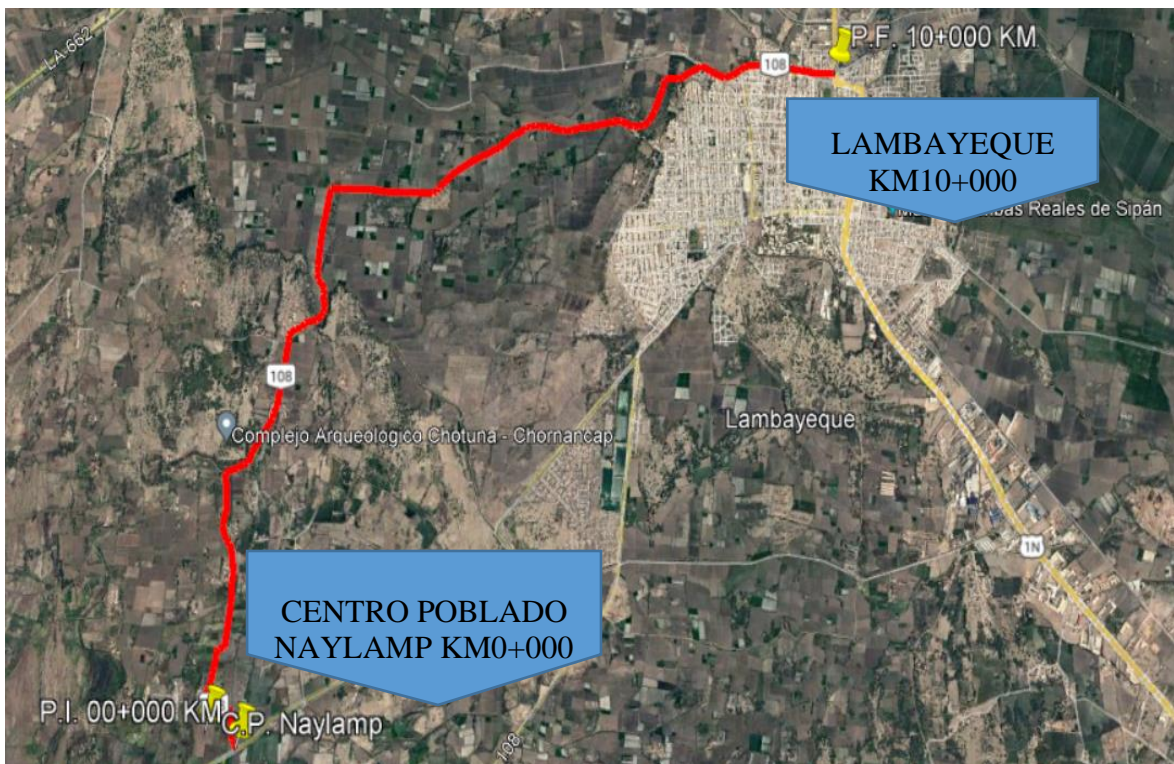 LA-662
108
P.F. 10+000 KM
LAMBAYEQUE
KM10+000
bas Reales de Sipán
108
Complejo Arqueologico Chotuna - Chornancap
Lambayeque
1N
CENTRO POBLADO
NAYLAMP KM0+000
P.I. 00+000 KM
C.P. Naylamp
108